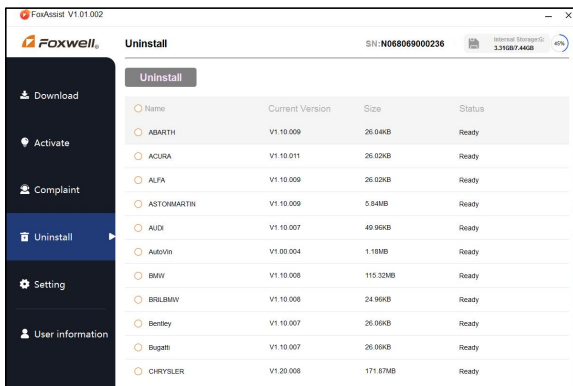 FoxAssist V1.01.002
Foxwell®
Uninstall
SN:N068069000236
Internal Storage:G:
3.31GB/7.44GB
45%
Download
Activate
Complaint
Uninstall
Setting
User information
Uninstall
Name Current Version Size Status
ABARTH V1.10.009 26.04KB Ready
ACURA V1.10.011 26.02KB Ready
ALFA V1.10.009 26.02KB Ready
ASTONMARTIN V1.10.009 5.84MB Ready
AUDI V1.10.007 49.96KB Ready
AutoVin V1.00.004 1.18MB Ready
BMW V1.10.008 115.32MB Ready
BRILBMW V1.10.008 24.96KB Ready
Bentley V1.10.007 26.06KB Ready
Bugatti V1.10.007 26.06KB Ready
CHRYSLER V1.20.008 171.87MB Ready